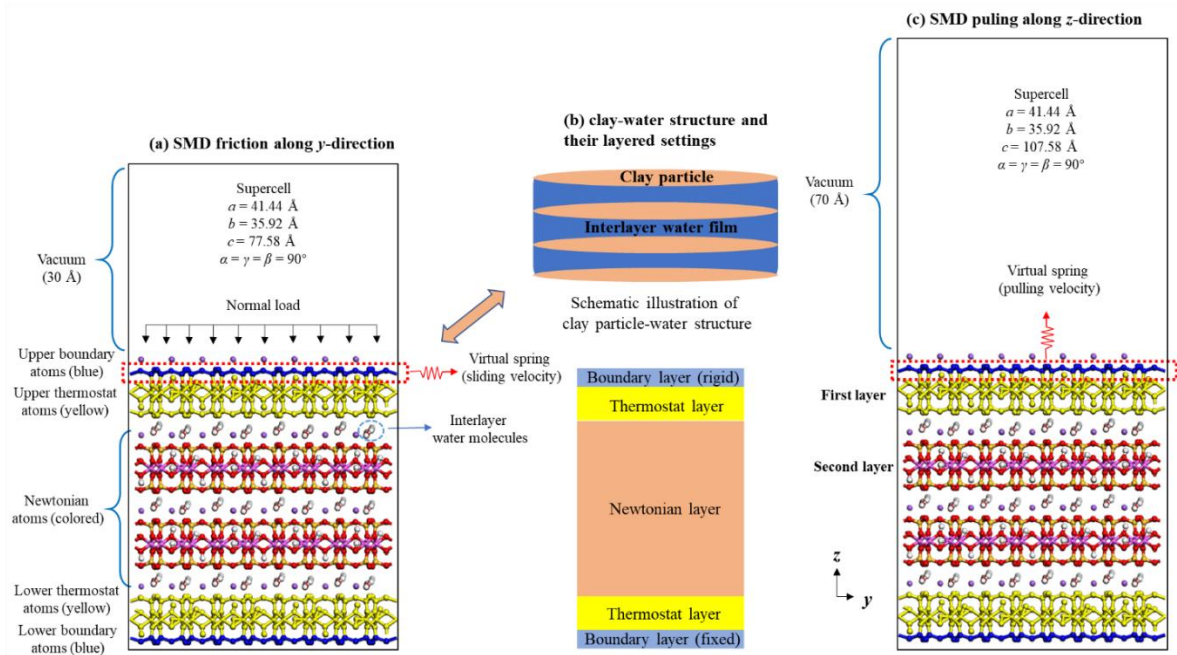 (a) SMD friction along y-direction
Supercell
a = 41.44 Å
b = 35.92 Å
c = 77.58 Å
α = γ = β = 90°
Vacuum
(30 Å)
Normal load
Upper boundary
atoms (blue)
Upper thermostat
atoms (yellow)
Newtonian
atoms (colored)
Lower thermostat
atoms (yellow)
Lower boundary
atoms (blue)
Virtual spring
(sliding velocity)
Interlayer
water molecules
(b) clay-water structure and
their layered settings
Clay particle
Interlayer water film
Schematic illustration of
clay particle-water structure
Boundary layer (rigid)
Thermostat layer
Newtonian layer
Thermostat layer
Boundary layer (fixed)
(c) SMD puling along z-direction
Supercell
a = 41.44 Å
b = 35.92 Å
c = 107.58 Å
α = γ = β = 90°
Vacuum
(70 Å)
Virtual spring
(pulling velocity)
First layer
Second layer
z
y